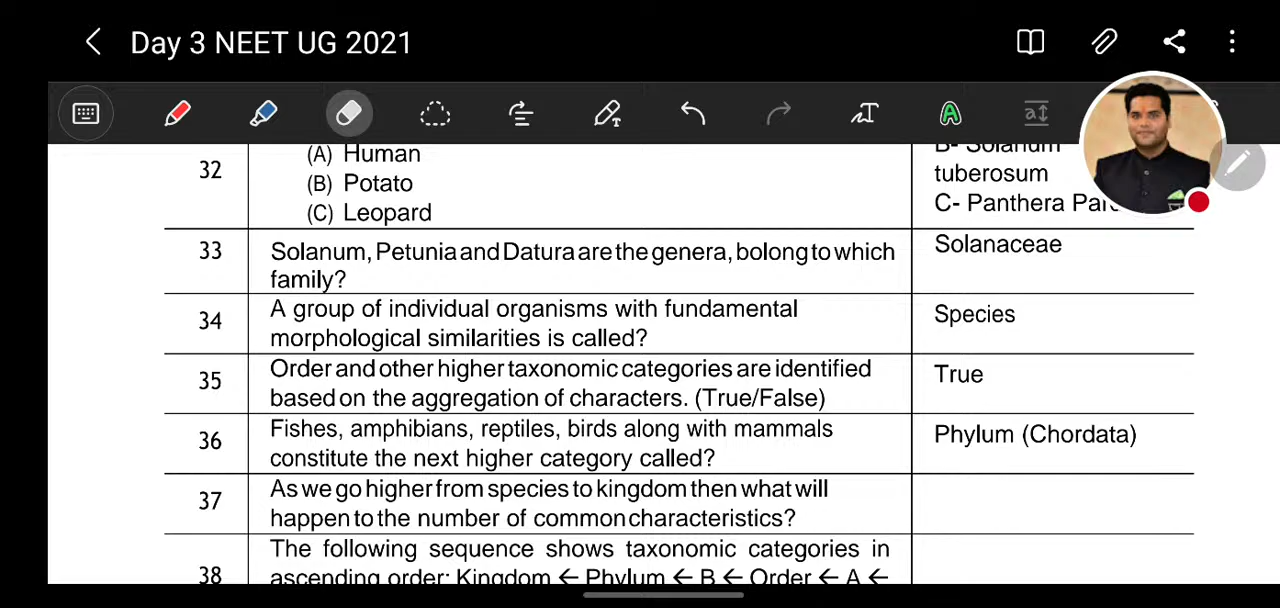 Day 3 NEET UG 2021
32
(A) Human
(B) Potato
(C) Leopard
B- Solanum
tuberosum
C- Panthera
33
Solanum, Petunia and Datura are the genera, bolong to which
family?
Solanaceae
34
A group of individual organisms with fundamental
morphological similarities is called?
Species
35
Order and other higher taxonomic categories are identified
based on the aggregation of characters. (True/False)
True
36
Fishes, amphibians, reptiles, birds along with mammals
constitute the next higher category called?
Phylum (Chordata)
37
As we go higher from species to kingdom then what will
happen to the number of common characteristics?
38
The following sequence shows taxonomic categories in
ascending order: Kingdom ← Phylum ← B ← Order ← A ←